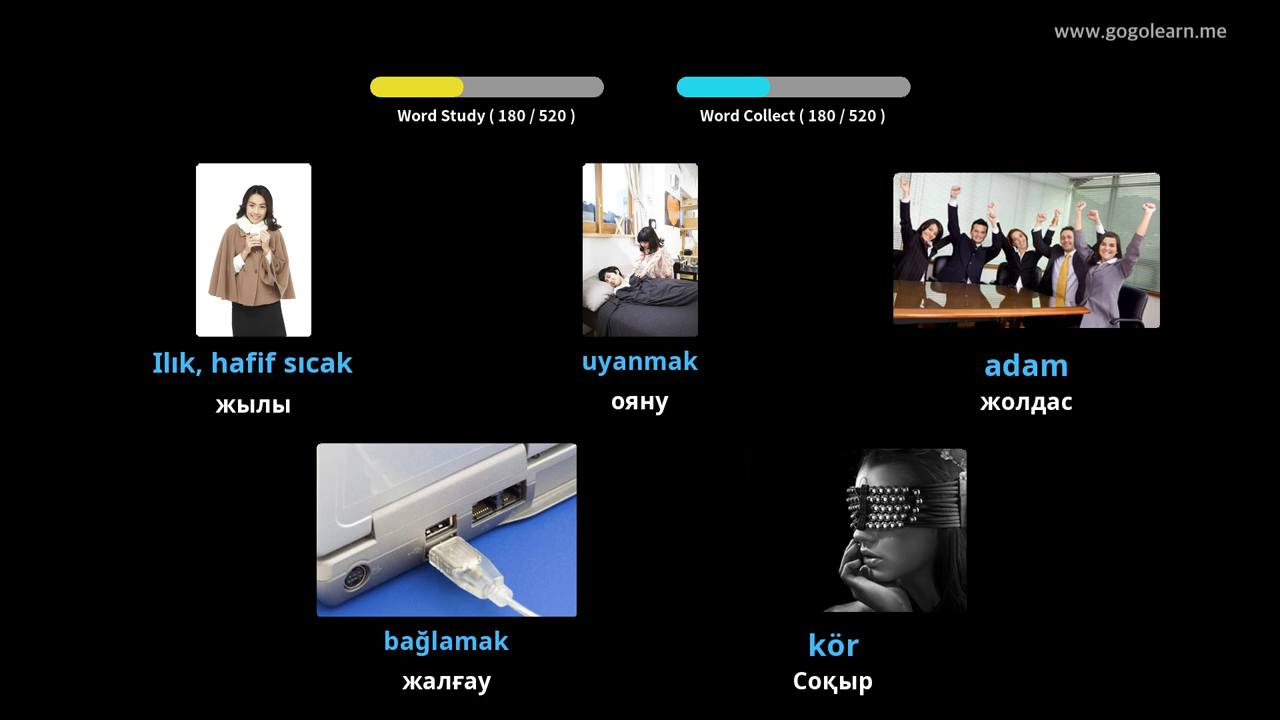 www.gogolearn.me
Word Study ( 180 / 520 )
Word Collect ( 180 / 520 )
Ilık, hafif sıcak
uyanmak
adam
жылы
ояну
жолдас
bağlamak
kör
жалғау
Соқыр